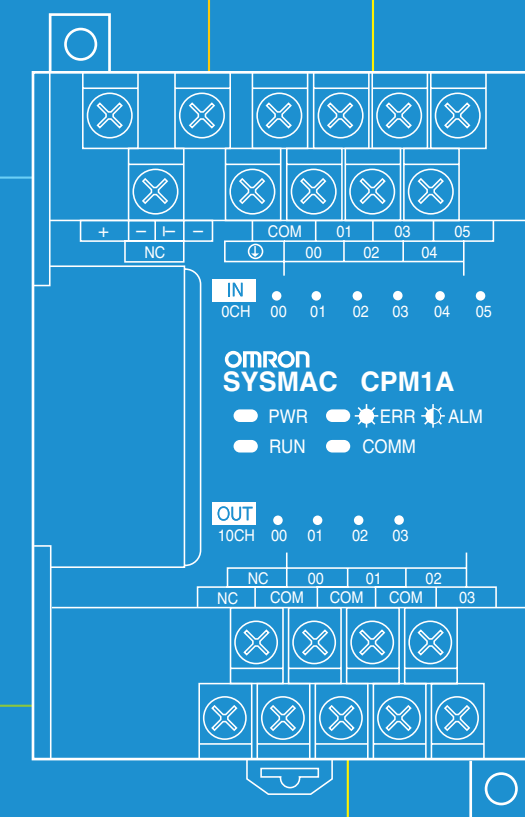 + − − COM 01 03 05
NC 00 02 04
IN
0CH 00 01 02 03 04 05
OMRON
SYSMAC CPM1A
PWR ERR ALM
RUN COMM
OUT
10CH 00 01 02 03
NC 00 01 02
NC COM COM COM 03